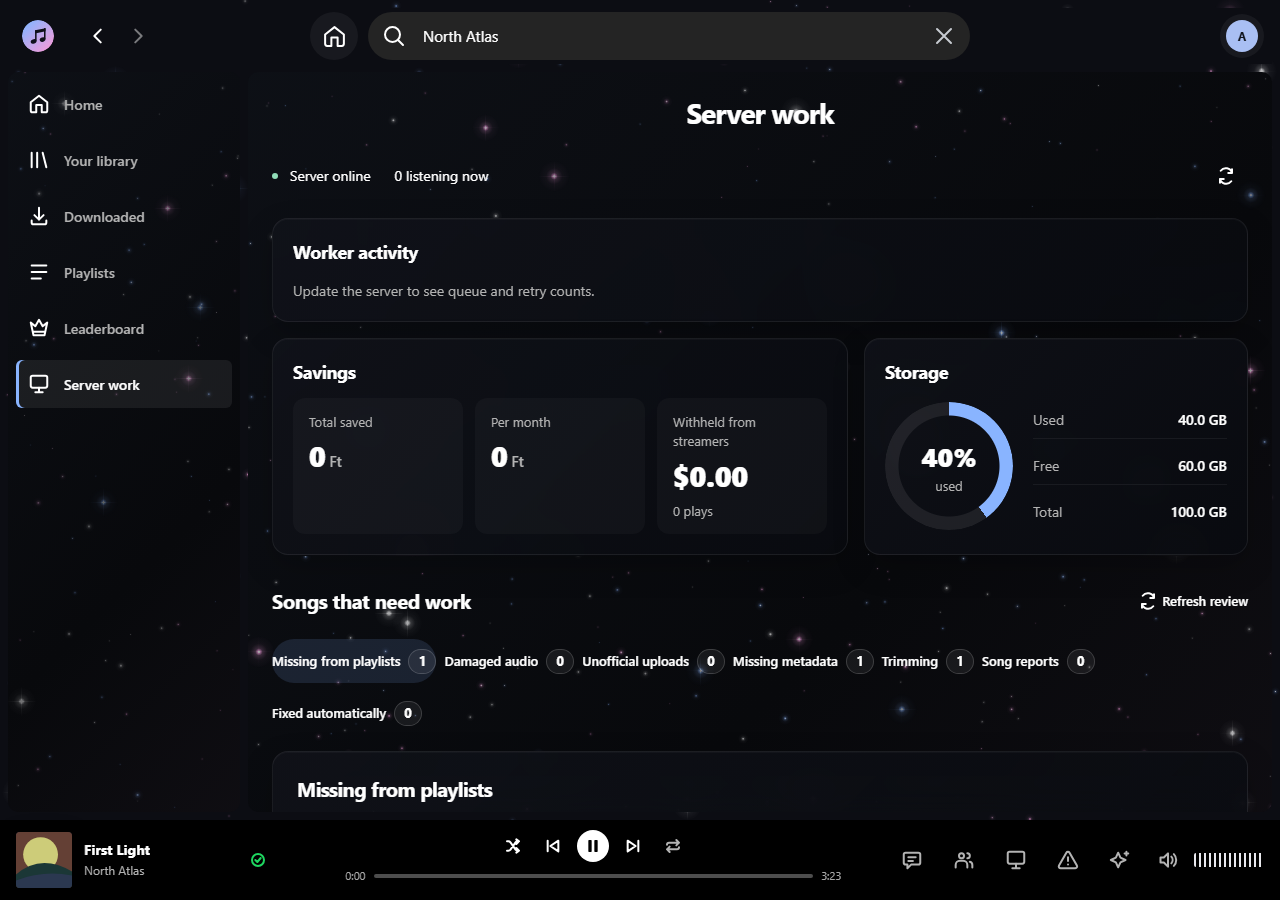 North Atlas
A
Home
Your library
Downloaded
Playlists
Leaderboard
Server work
Server work
Server online
0 listening now
Worker activity
Update the server to see queue and retry counts.
Savings
Total saved
0 Ft
Per month
0 Ft
Withheld from
streamers
$0.00
0 plays
Storage
40%
used
Used 40.0 GB
Free 60.0 GB
Total 100.0 GB
Songs that need work
Refresh review
Missing from playlists 1
Damaged audio 0
Unofficial uploads 0
Missing metadata 1
Trimming 1
Song reports 0
Fixed automatically 0
Missing from playlists
First Light
North Atlas
0:00
3:23